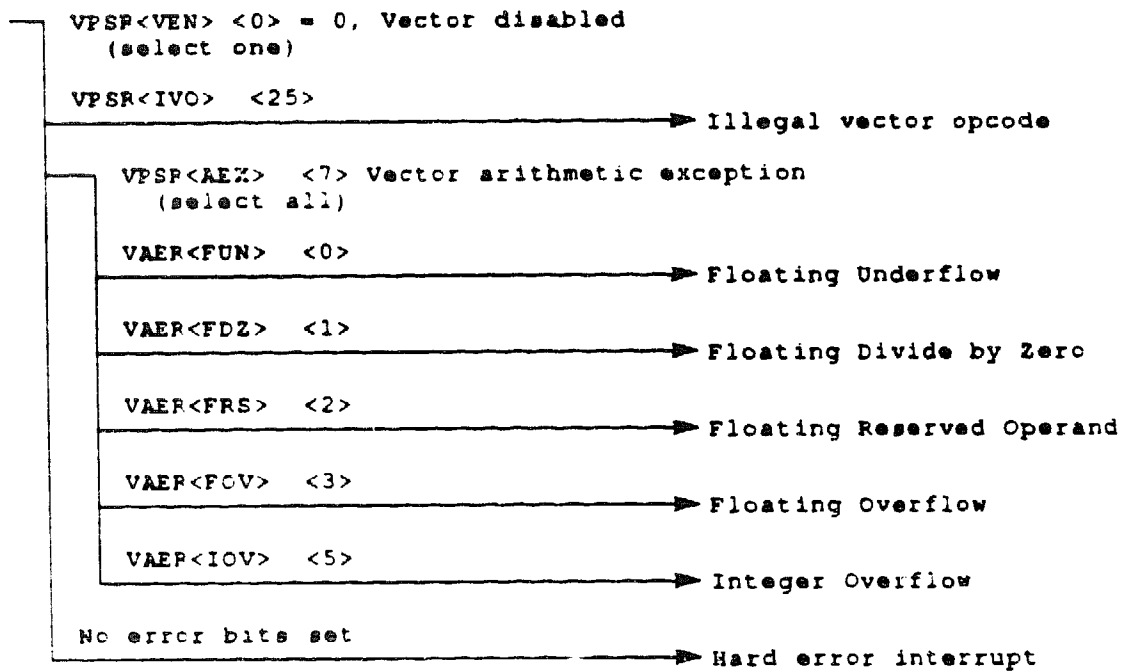 VPSR<VEN> <0> = 0, Vector disabled
(select one)
VPSR<IVO> <25>
Illegal vector opcode
VPSR<AEX> <7> Vector arithmetic exception
(select all)
VAER<FUN> <0>
Floating Underflow
VAER<FDZ> <1>
Floating Divide by Zero
VAER<FRS> <2>
Floating Reserved Operand
VAER<FOV> <3>
Floating Overflow
VAER<IOV> <5>
Integer Overflow
No error bits set
Hard error interrupt